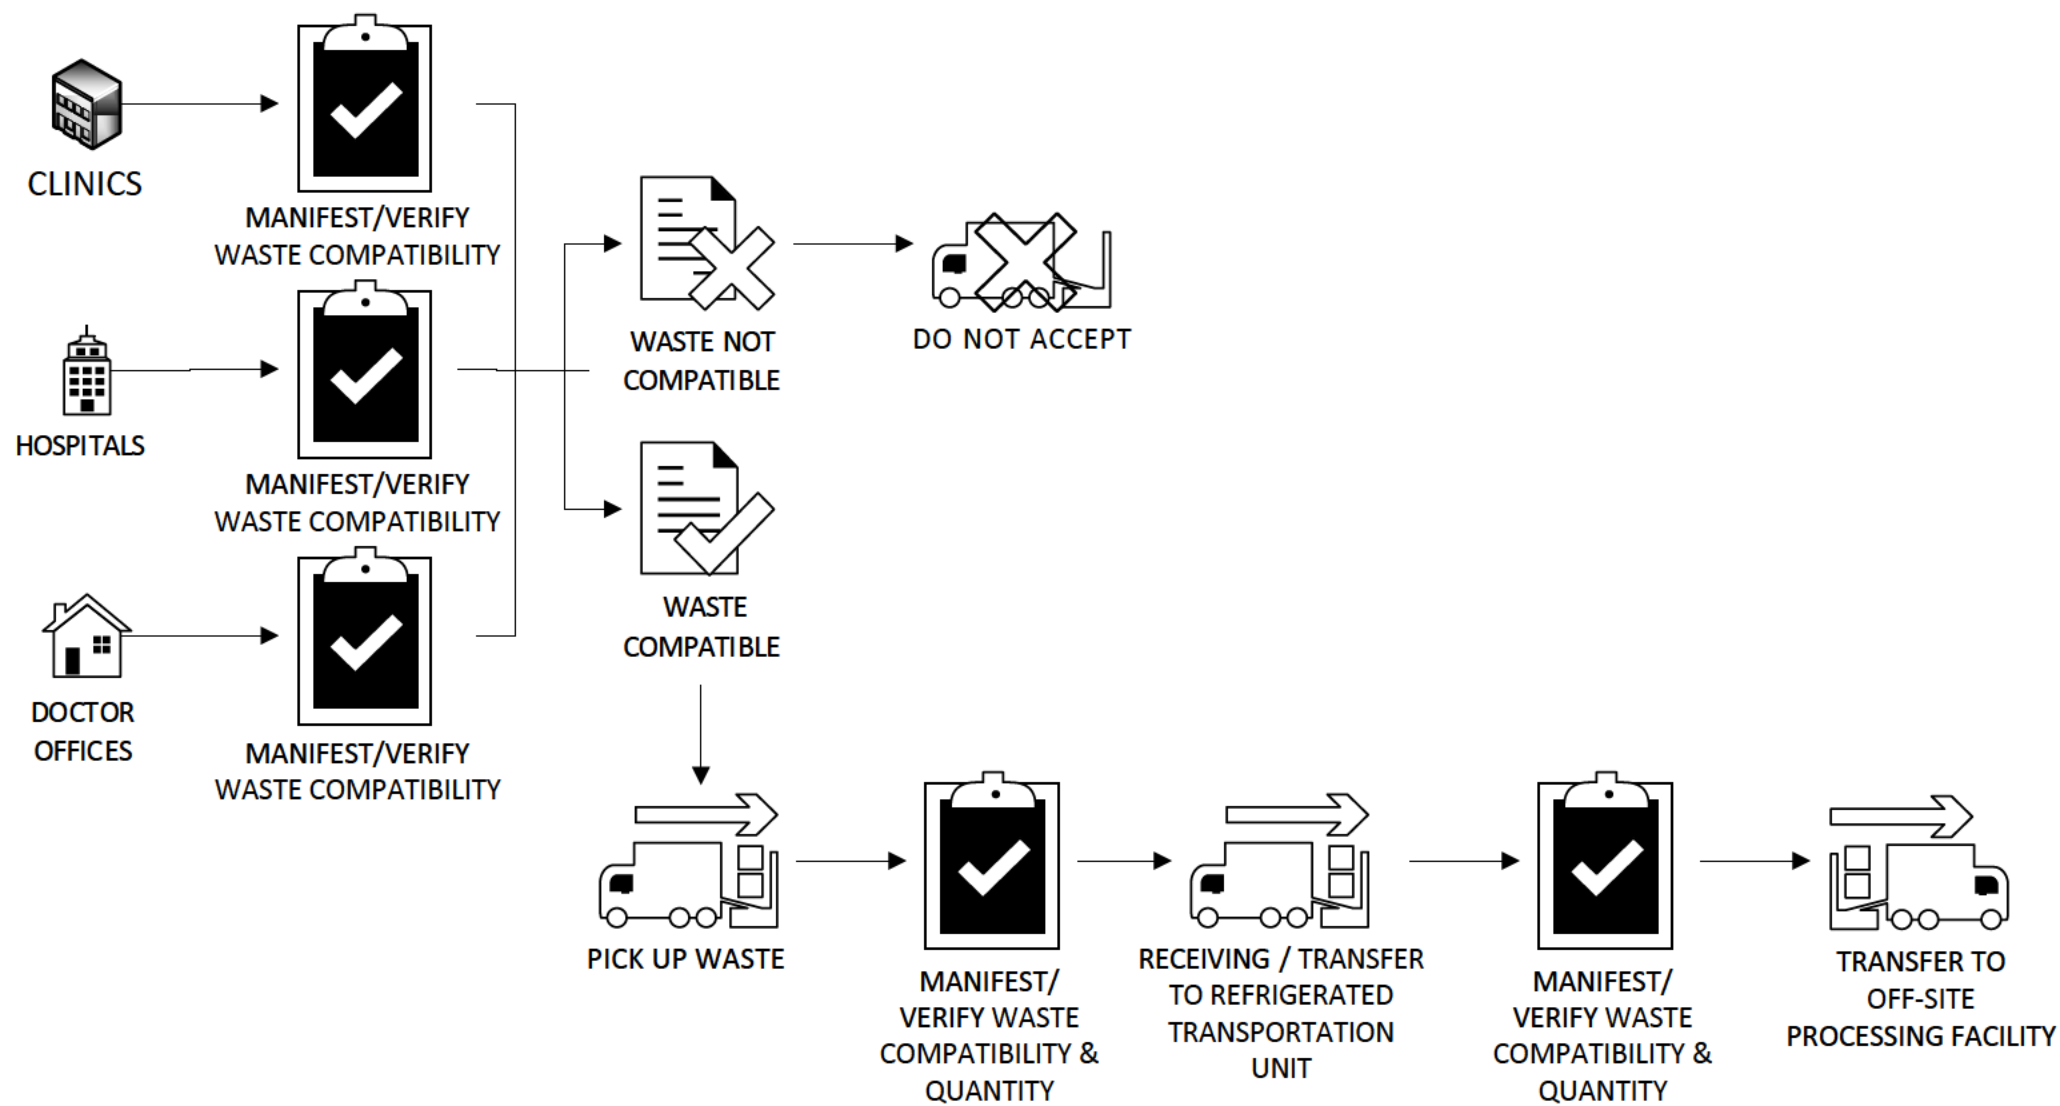 CLINICS
MANIFEST/VERIFY
WASTE COMPATIBILITY
HOSPITALS
MANIFEST/VERIFY
WASTE COMPATIBILITY
DOCTOR
OFFICES
MANIFEST/VERIFY
WASTE COMPATIBILITY
WASTE NOT
COMPATIBLE
DO NOT ACCEPT
WASTE
COMPATIBLE
PICK UP WASTE
MANIFEST/
VERIFY WASTE
COMPATIBILITY &
QUANTITY
RECEIVING / TRANSFER
TO REFRIGERATED
TRANSPORTATION
UNIT
MANIFEST/
VERIFY WASTE
COMPATIBILITY &
QUANTITY
TRANSFER TO
OFF-SITE
PROCESSING FACILITY